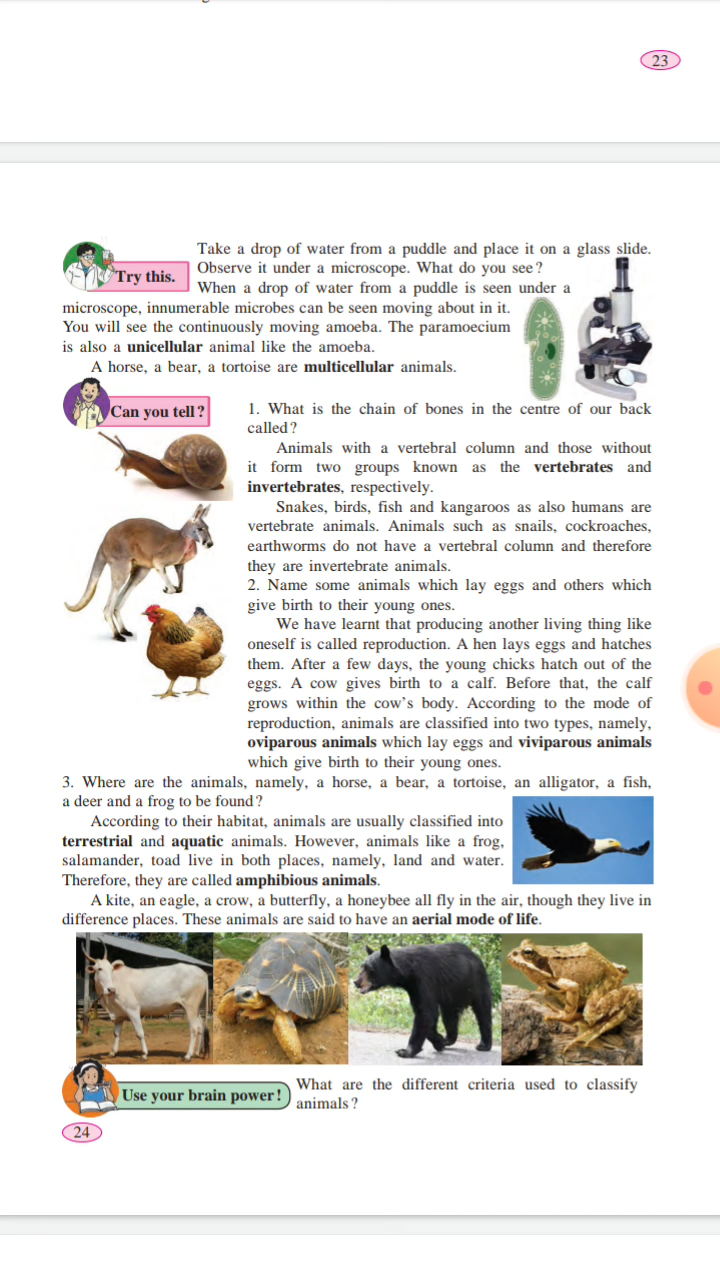 23
Take a drop of water from a puddle and place it on a glass slide.
Try this.
Observe it under a microscope. What do you see?
When a drop of water from a puddle is seen under a
microscope, innumerable microbes can be seen moving about in it.
You will see the continuously moving amoeba. The paramoecium
is also a unicellular animal like the amoeba.
A horse, a bear, a tortoise are multicellular animals.
Can you tell?
1. What is the chain of bones in the centre of our back
called?
Animals with a vertebral column and those without
it form two groups known as the vertebrates and
invertebrates, respectively.
Snakes, birds, fish and kangaroos as also humans are
vertebrate animals. Animals such as snails, cockroaches,
earthworms do not have a vertebral column and therefore
they are invertebrate animals.
2. Name some animals which lay eggs and others which
give birth to their young ones.
We have learnt that producing another living thing like
oneself is called reproduction. A hen lays eggs and hatches
them. After a few days, the young chicks hatch out of the
eggs. A cow gives birth to a calf. Before that, the calf
grows within the cow's body. According to the mode of
reproduction, animals are classified into two types, namely,
oviparous animals which lay eggs and viviparous animals
which give birth to their young ones.
3. Where are the animals, namely, a horse, a bear, a tortoise, an alligator, a fish,
a deer and a frog to be found?
According to their habitat, animals are usually classified into
terrestrial and aquatic animals. However, animals like a frog,
salamander, toad live in both places, namely, land and water.
Therefore, they are called amphibious animals.
A kite, an eagle, a crow, a butterfly, a honeybee all fly in the air, though they live in
difference places. These animals are said to have an aerial mode of life.
Use your brain power!
What are the different criteria used to classify
animals?
24